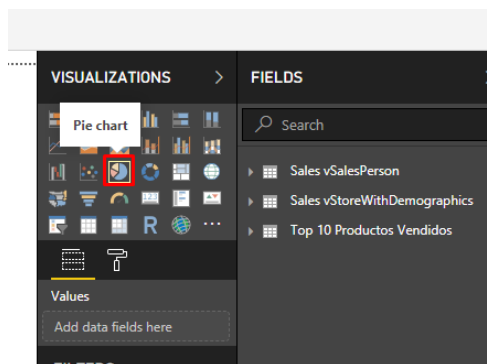 VISUALIZATIONS
FIELDS
Pie chart
Search
R
Sales vSalesPerson
Sales vStoreWithDemographics
Top 10 Productos Vendidos
Values
Add data fields here